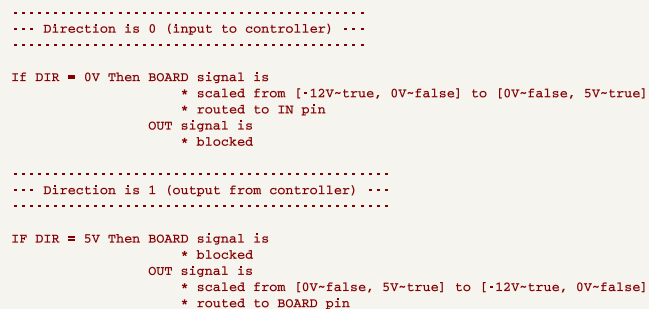 ---------------------------------------------
--- Direction is 0 (input to controller) ---
---------------------------------------------
If DIR = 0V Then BOARD signal is
* scaled from [-12V~true, 0V~false] to [0V~false, 5V~true]
* routed to IN pin
OUT signal is
* blocked
------------------------------------------------
--- Direction is 1 (output from controller) ---
------------------------------------------------
IF DIR = 5V Then BOARD signal is
* blocked
OUT signal is
* scaled from [0V~false, 5V~true] to [-12V~true, 0V~false]
* routed to BOARD pin